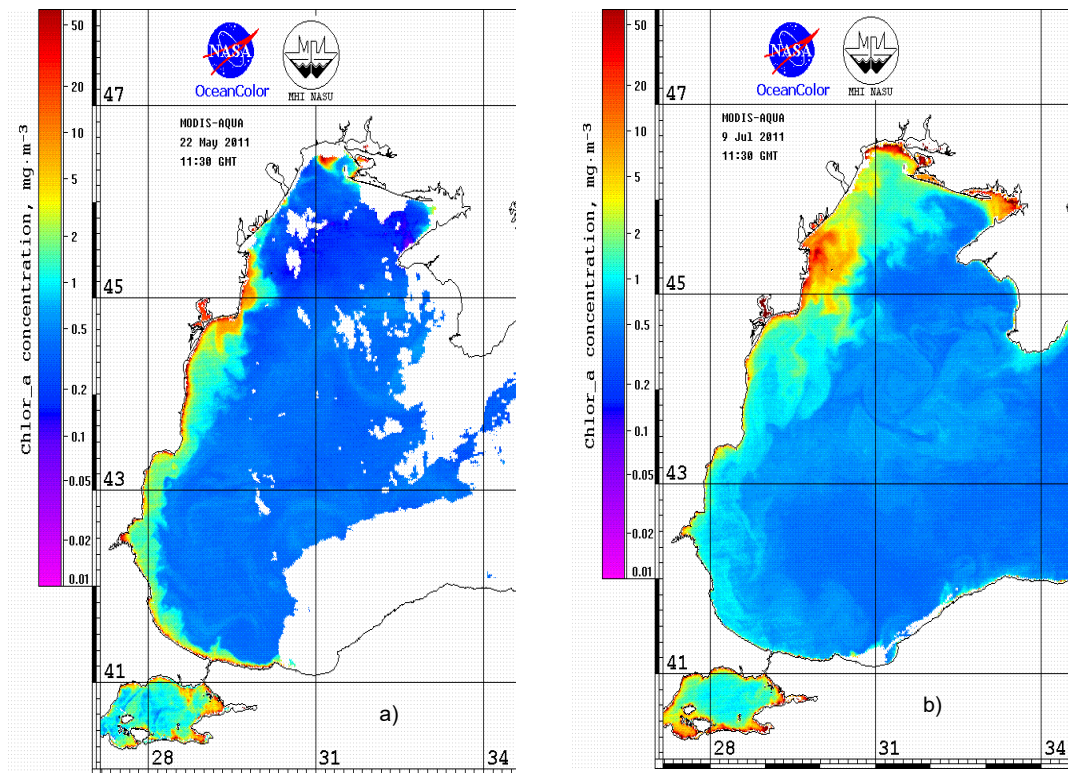 Chlor_a concentration, mg·m-3
50
20
10
5
2
1
0.5
0.2
0.1
0.05
0.02
0.01
NASA
OceanColor
MHI NASU
MODIS-AQUA
22 May 2011
11:30 GMT
47
45
43
41
28
31
34
a)
Chlor_a concentration, mg·m-3
50
20
10
5
2
1
0.5
0.2
0.1
0.05
0.02
0.01
NASA
OceanColor
MHI NASU
MODIS-AQUA
9 Jul 2011
11:30 GMT
47
45
43
41
28
31
34
b)